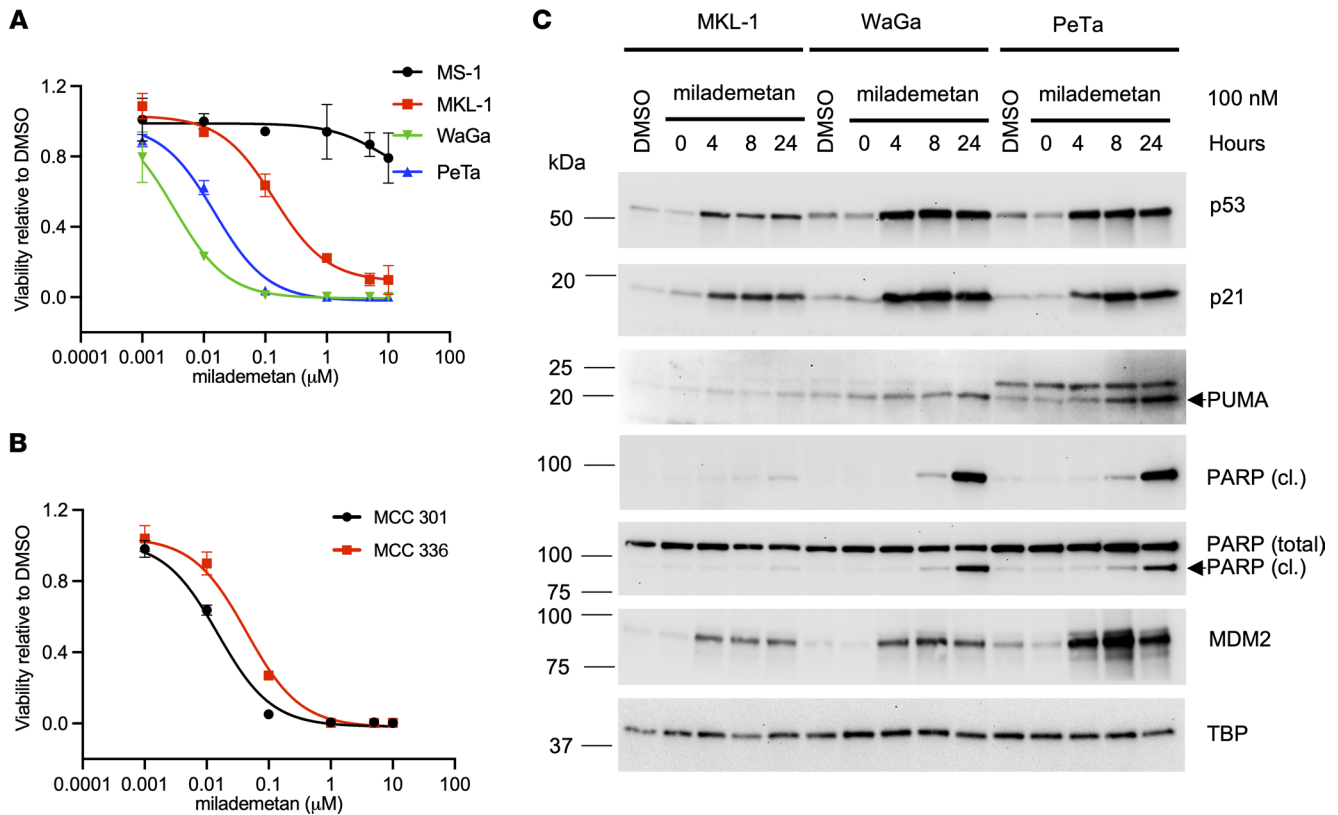 A
Viability relative to DMSO
1.2
0.8
0.4
0.0
0.0001 0.001 0.01 0.1 1 10 100
milademetan (μM)
MS-1
MKL-1
WaGa
PeTa
B
Viability relative to DMSO
1.2
0.8
0.4
0.0
0.0001 0.001 0.01 0.1 1 10 100
milademetan (μM)
MCC 301
MCC 336
C
MKL-1 WaGa PeTa
DMSO milademetan DMSO milademetan DMSO milademetan 100 nM
0 4 8 24 0 4 8 24 0 4 8 24 Hours
kDa
50 p53
20 p21
25
20 PUMA
100 PARP (cl.)
PARP (total)
100 PARP (cl.)
75
100 MDM2
75
37 TBP